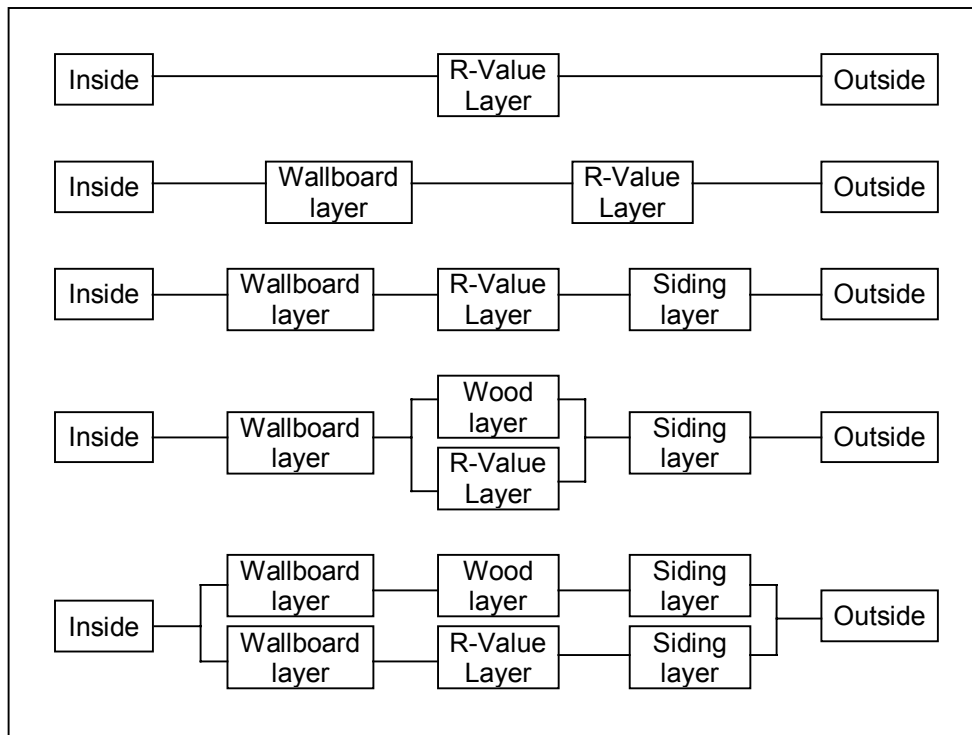 Inside
R-Value
Layer
Outside
Inside
Wallboard
layer
R-Value
Layer
Outside
Inside
Wallboard
layer
R-Value
Layer
Siding
layer
Outside
Inside
Wallboard
layer
Wood
layer
R-Value
Layer
Siding
layer
Outside
Inside
Wallboard
layer
Wood
layer
Siding
layer
Wallboard
layer
R-Value
Layer
Siding
layer
Outside